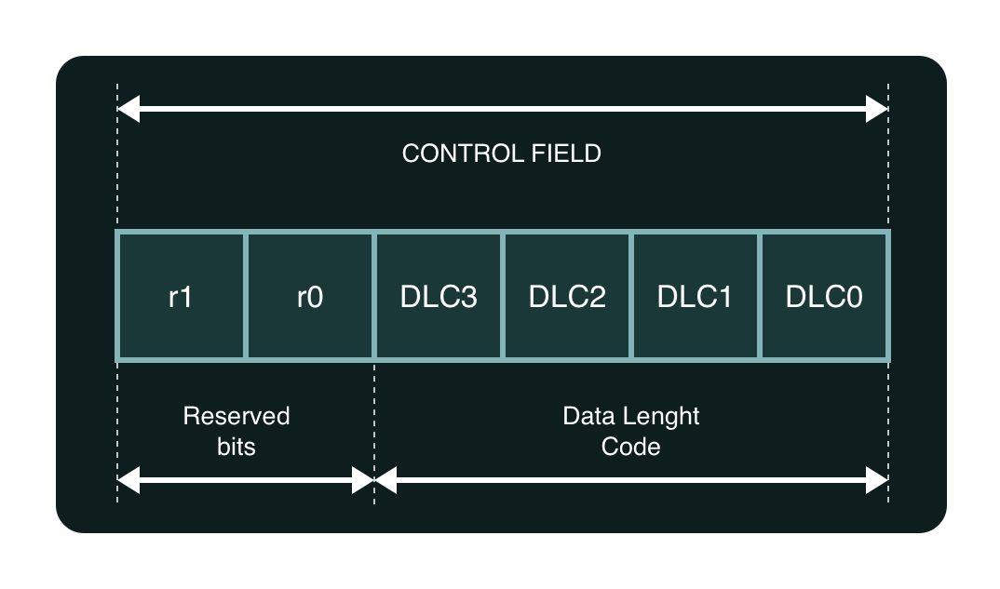 CONTROL FIELD
r1 r0 DLC3 DLC2 DLC1 DLC0
Reserved
bits
Data Lenght
Code